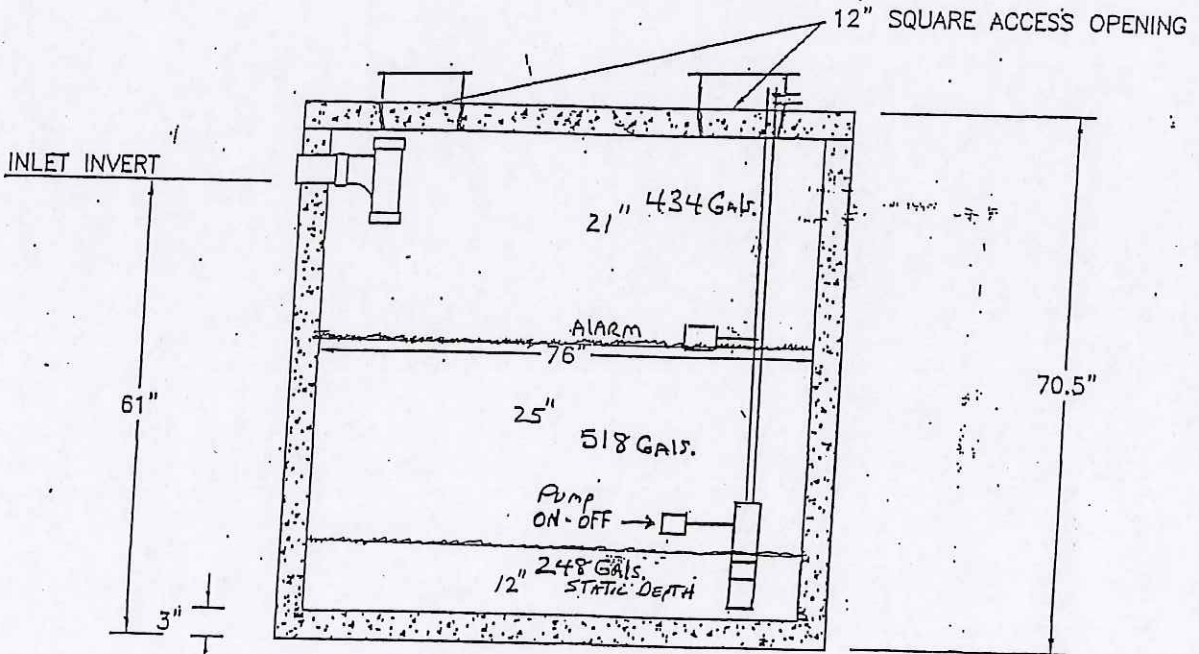 12" SQUARE ACCESS OPENING
INLET INVERT
21" 434 GAls.
ALARM
76"
61"
70.5"
25"
518 GAlS.
PUMP
ON-OFF
248 GAls.
12" STATIC DEPTH
3"